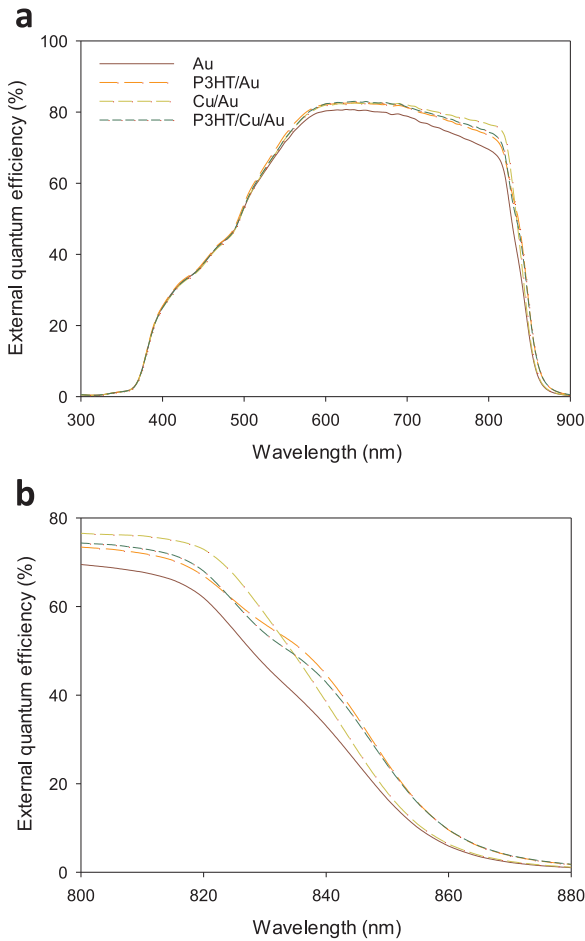 a
External quantum efficiency (%)
100
80
60
40
20
0
Au
P3HT/Au
Cu/Au
P3HT/Cu/Au
300 400 500 600 700 800 900
Wavelength (nm)
b
External quantum efficiency (%)
80
60
40
20
0
800 820 840 860 880
Wavelength (nm)